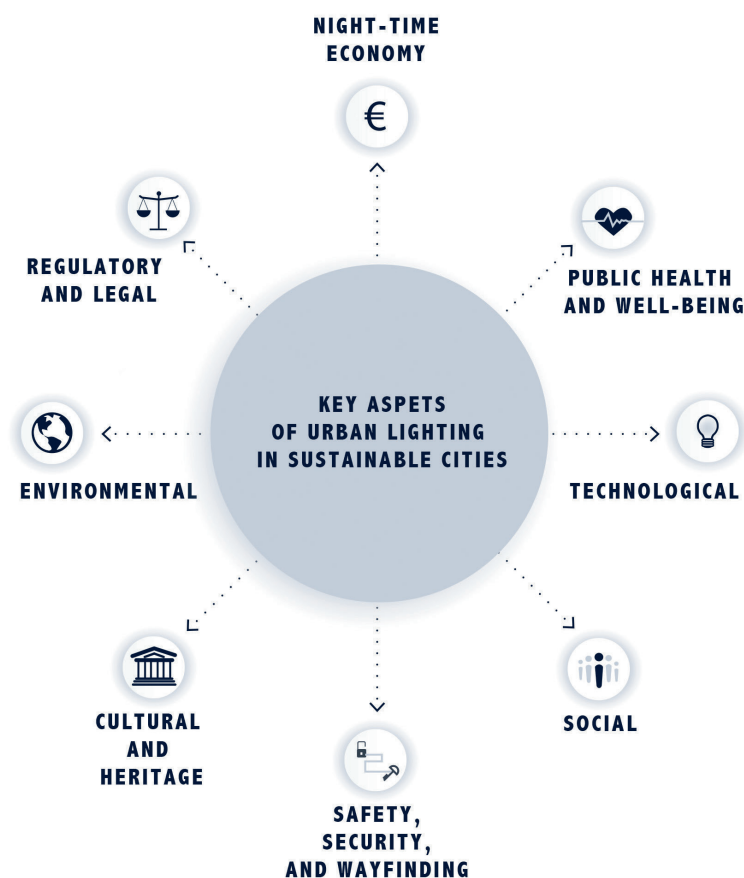 NIGHT-TIME
ECONOMY
€
REGULATORY
AND LEGAL
PUBLIC HEALTH
AND WELL-BEING
KEY ASPETS
OF URBAN LIGHTING
IN SUSTAINABLE CITIES
ENVIRONMENTAL
TECHNOLOGICAL
CULTURAL
AND
HERITAGE
SOCIAL
SAFETY,
SECURITY,
AND WAYFINDING